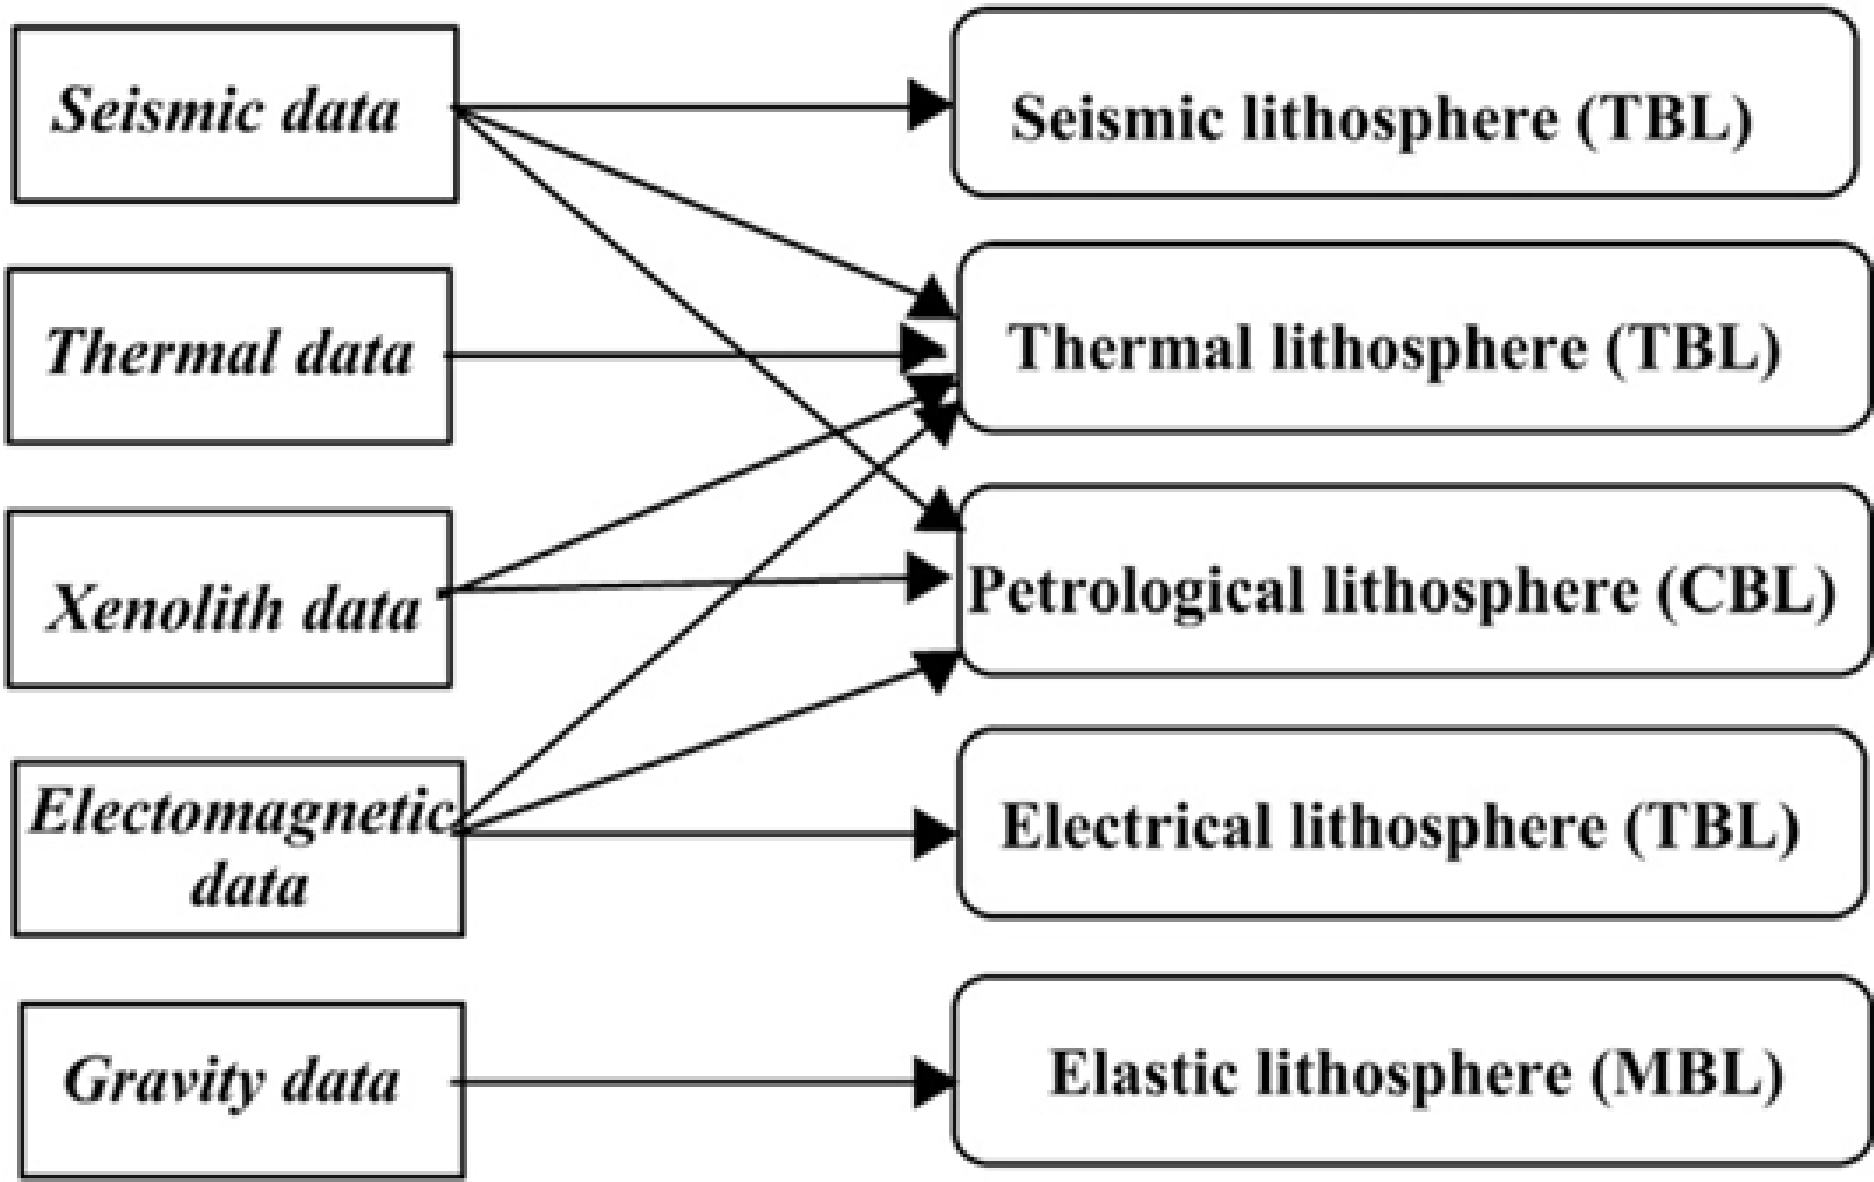 Seismic data
Seismic lithosphere (TBL)
Thermal data
Thermal lithosphere (TBL)
Xenolith data
Petrological lithosphere (CBL)
Electomagnetic
data
Electrical lithosphere (TBL)
Gravity data
Elastic lithosphere (MBL)